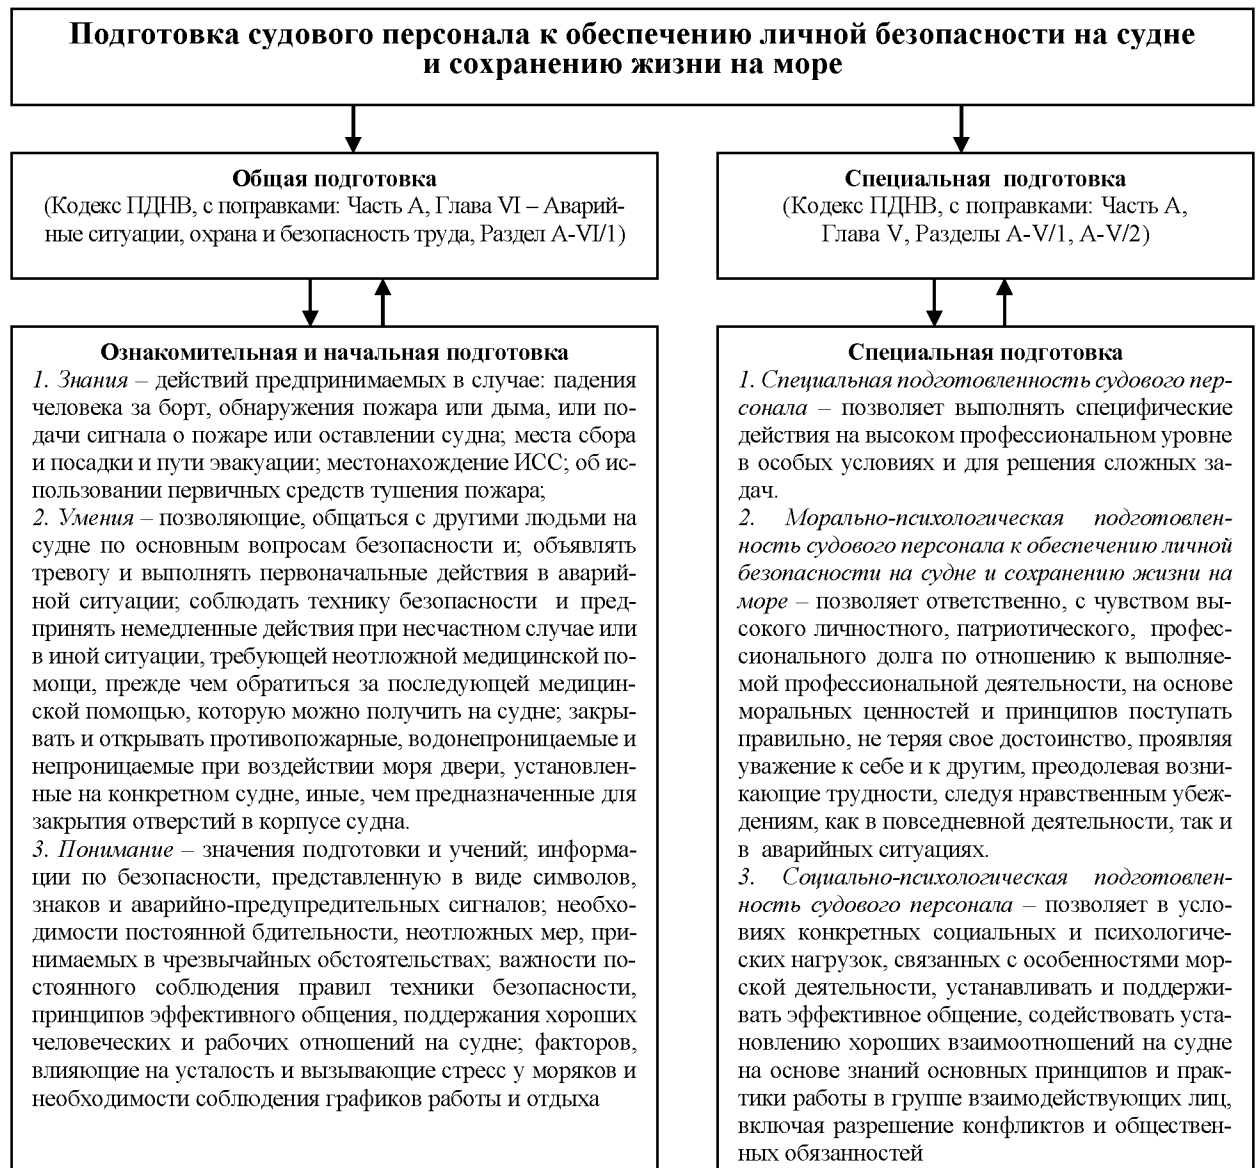 Подготовка судового персонала к обеспечению личной безопасности на судне
и сохранению жизни на море
Общая подготовка
(Кодекс ПДНВ, с поправками: Часть А, Глава VI – Аварий-
ные ситуации, охрана и безопасность труда, Раздел A-VI/1)
Ознакомительная и начальная подготовка
1. Знания – действий предпринимаемых в случае: падения
человека за борт, обнаружения пожара или дыма, или по-
дачи сигнала о пожаре или оставлении судна; места сбора
и посадки и пути эвакуации; местонахождение ИСС; об ис-
пользовании первичных средств тушения пожара;
2. Умения – позволяющие, общаться с другими людьми на
судне по основным вопросам безопасности и; объявлять
тревогу и выполнять первоначальные действия в аварий-
ной ситуации; соблюдать технику безопасности и пред-
принять немедленные действия при несчастном случае или
в иной ситуации, требующей неотложной медицинской по-
мощи, прежде чем обратиться за последующей медицин-
ской помощью, которую можно получить на судне; закры-
вать и открывать противопожарные, водонепроницаемые и
непроницаемые при воздействии моря двери, установлен-
ные на конкретном судне, иные, чем предназначенные для
закрытия отверстий в корпусе судна.
3. Понимание – значения подготовки и учений; информа-
ции по безопасности, представленную в виде символов,
знаков и аварийно-предупредительных сигналов; необхо-
димости постоянной бдительности, неотложных мер, при-
нимаемых в чрезвычайных обстоятельствах; важности по-
стоянного соблюдения правил техники безопасности,
принципов эффективного общения, поддержания хороших
человеческих и рабочих отношений на судне; факторов,
влияющие на усталость и вызывающие стресс у моряков и
необходимости соблюдения графиков работы и отдыха
Специальная подготовка
(Кодекс ПДНВ, с поправками: Часть А,
Глава V, Разделы A-V/1, A-V/2)
Специальная подготовка
1. Специальная подготовленность судового пер-
сонала – позволяет выполнять специфические
действия на высоком профессиональном уровне
в особых условиях и для решения сложных за-
дач.
2. Морально-психологическая подготовлен-
ность судового персонала к обеспечению личной
безопасности на судне и сохранению жизни на
море – позволяет ответственно, с чувством вы-
сокого личностного, патриотического, профес-
сионального долга по отношению к выполняе-
мой профессиональной деятельности, на основе
моральных ценностей и принципов поступать
правильно, не теряя свое достоинство, проявляя
уважение к себе и к другим, преодолевая возни-
кающие трудности, следуя нравственным убеж-
дениям, как в повседневной деятельности, так и
в аварийных ситуациях.
3. Социально-психологическая подготовлен-
ность судового персонала – позволяет в усло-
виях конкретных социальных и психологиче-
ских нагрузок, связанных с особенностями мор-
ской деятельности, устанавливать и поддержи-
вать эффективное общение, содействовать уста-
новлению хороших взаимоотношений на судне
на основе знаний основных принципов и прак-
тики работы в группе взаимодействующих лиц,
включая разрешение конфликтов и обществен-
ных обязанностей